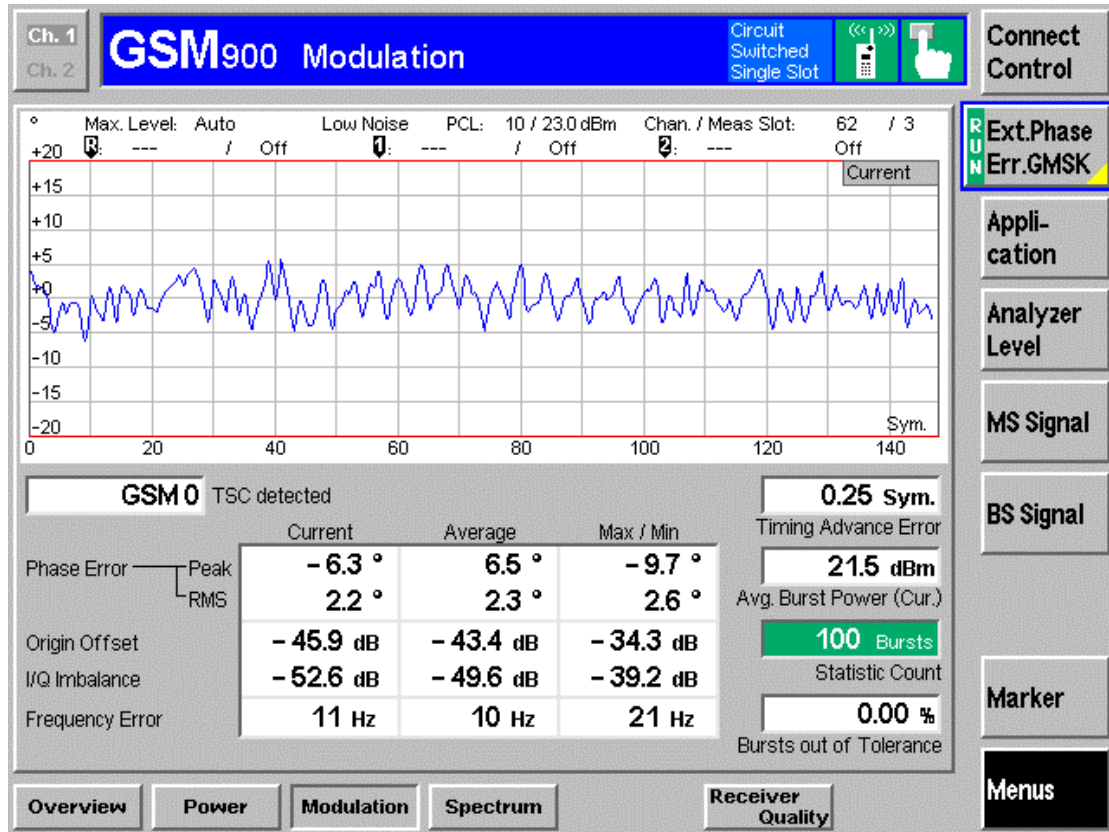 Ch. 1
Ch. 2
GSM900 Modulation
Circuit
Switched
Single Slot
Connect
Control
° Max. Level: Auto Low Noise PCL: 10 / 23.0 dBm Chan. / Meas Slot: 62 / 3
+20 R: --- / Off 1: --- / Off 2: --- Off
Current
+15
+10
+5
+0
-5
-10
-15
-20
Sym.
0 20 40 60 80 100 120 140
RUN
Ext.Phase
Err.GMSK
Appli-
cation
Analyzer
Level
MS Signal
BS Signal
Marker
Menus
GSM 0 TSC detected
0.25 Sym.
Timing Advance Error
Current Average Max / Min
Phase Error Peak - 6.3 ° 6.5 ° - 9.7 °
RMS 2.2 ° 2.3 ° 2.6 °
Origin Offset - 45.9 dB - 43.4 dB - 34.3 dB
I/Q Imbalance - 52.6 dB - 49.6 dB - 39.2 dB
Frequency Error 11 Hz 10 Hz 21 Hz
21.5 dBm
Avg. Burst Power (Cur.)
100 Bursts
Statistic Count
0.00 %
Bursts out of Tolerance
Overview Power Modulation Spectrum Receiver
Quality